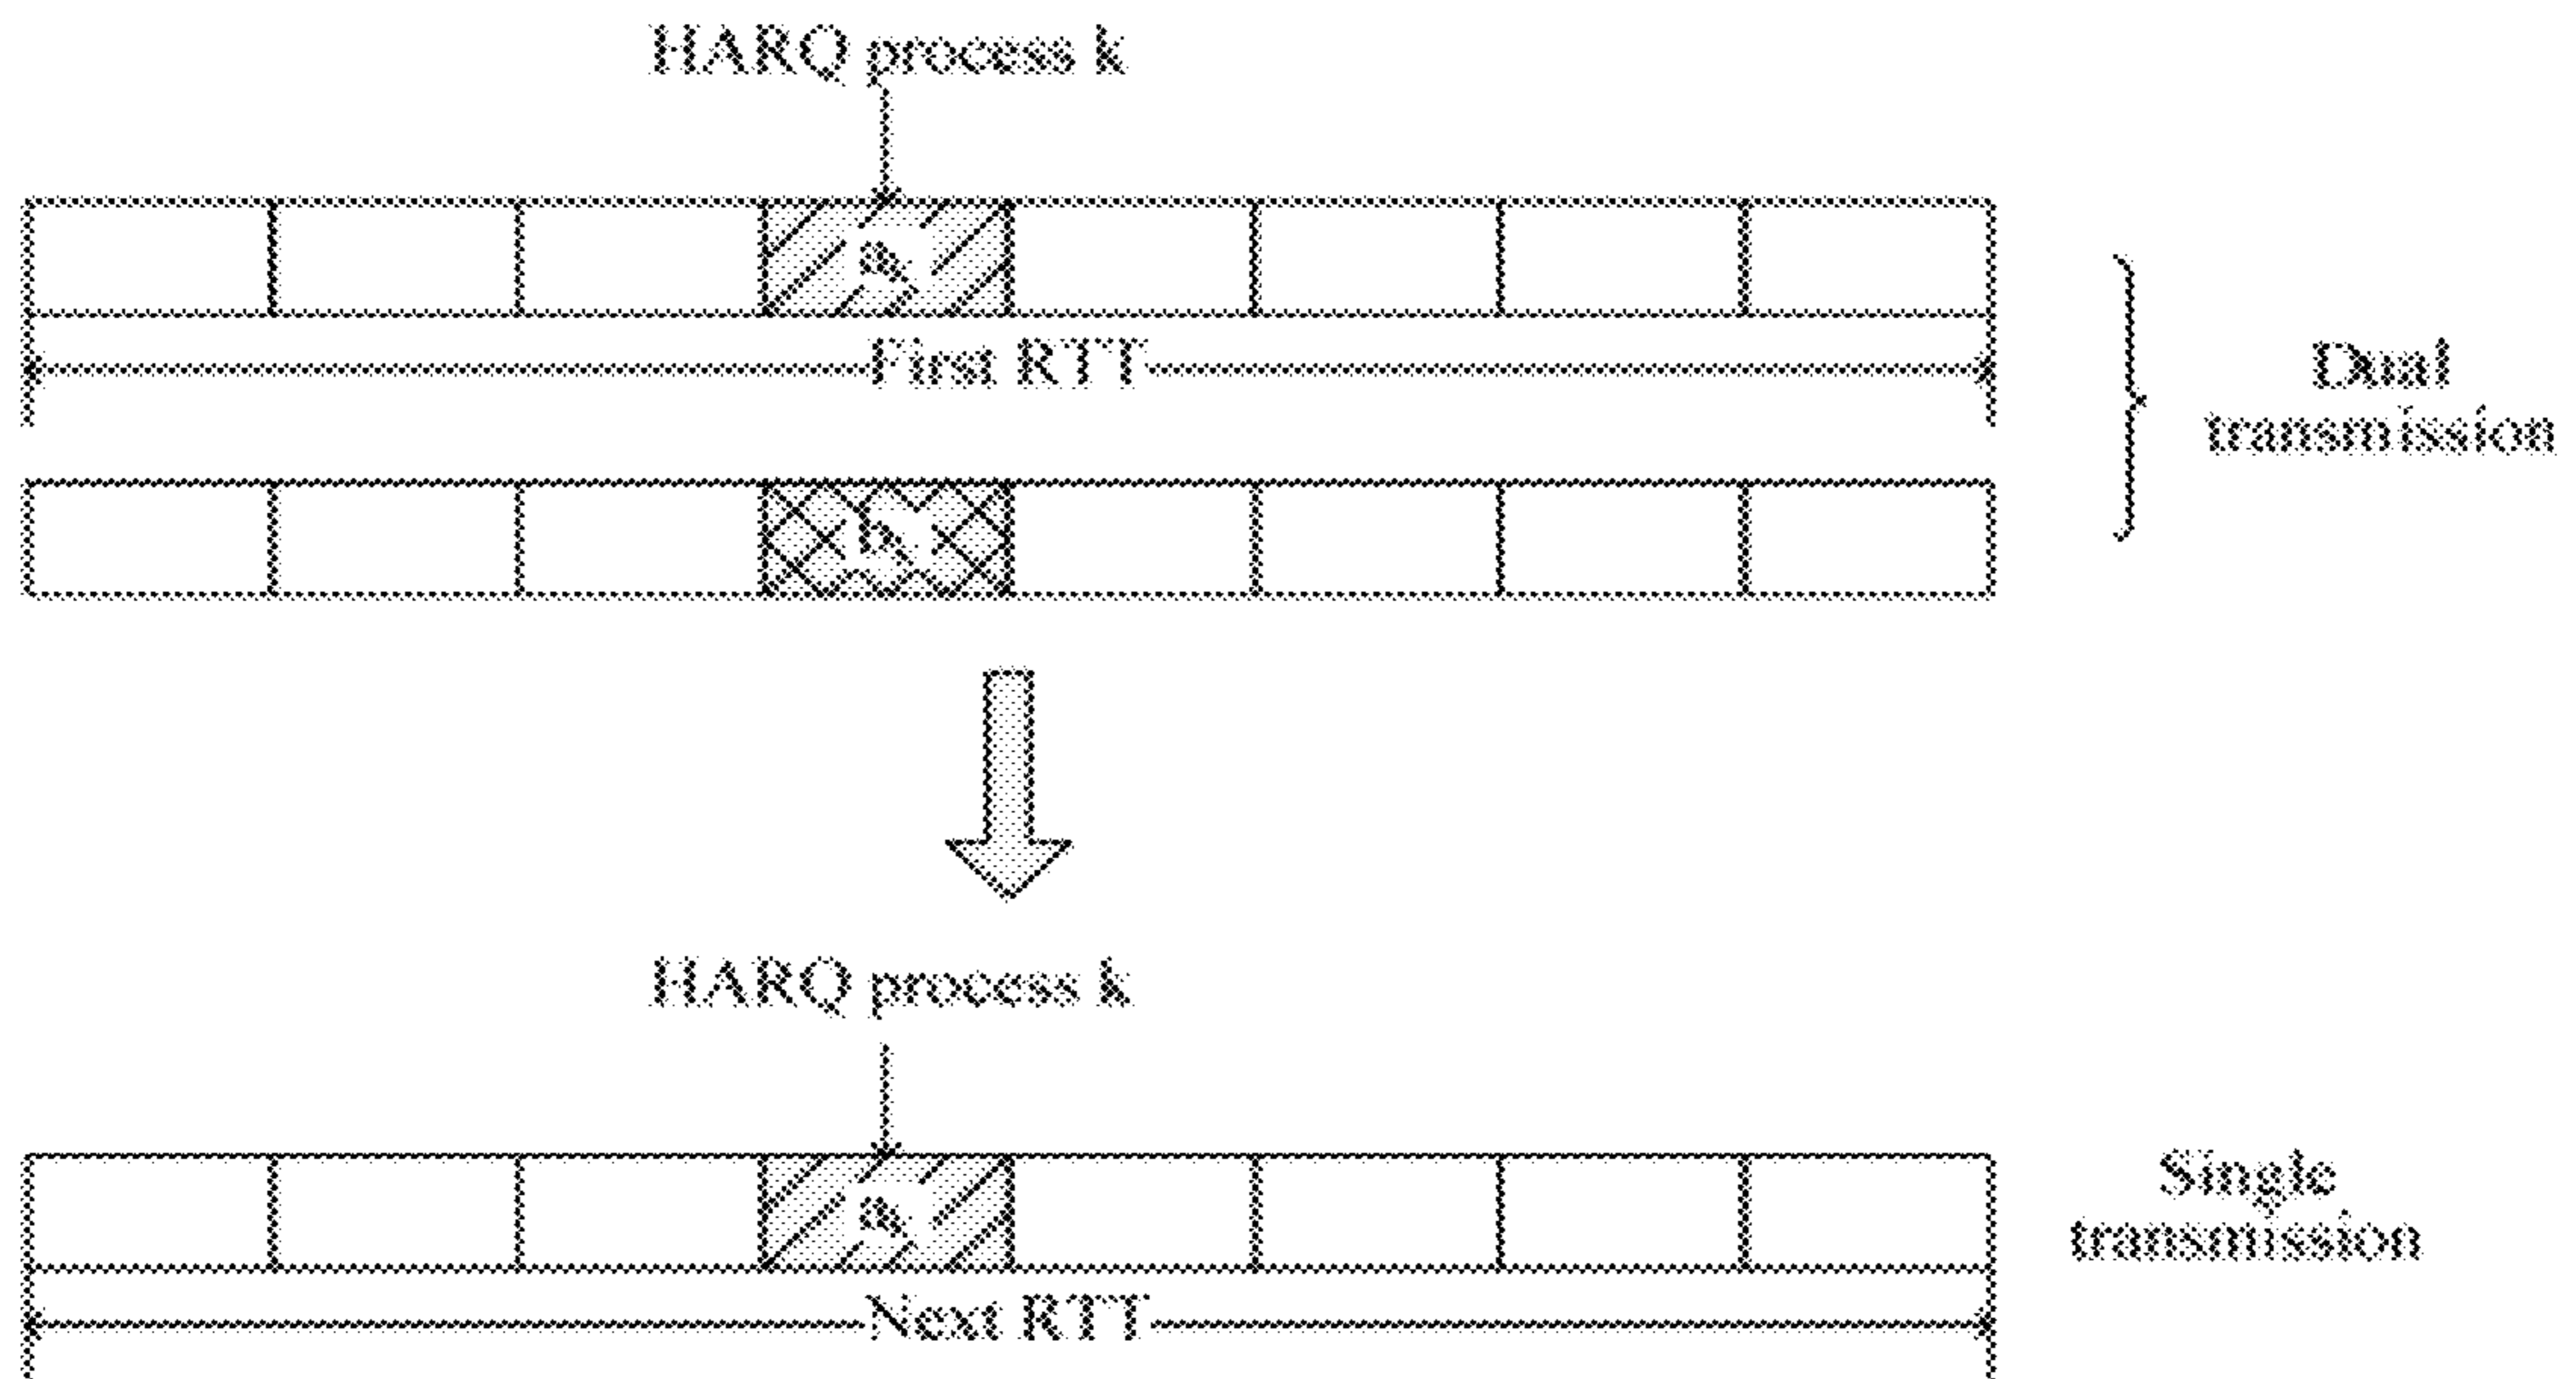 HARQ process k
a
First RTT
Dual
transmission
b
HARQ process k
a
Single
transmission
Next RTT